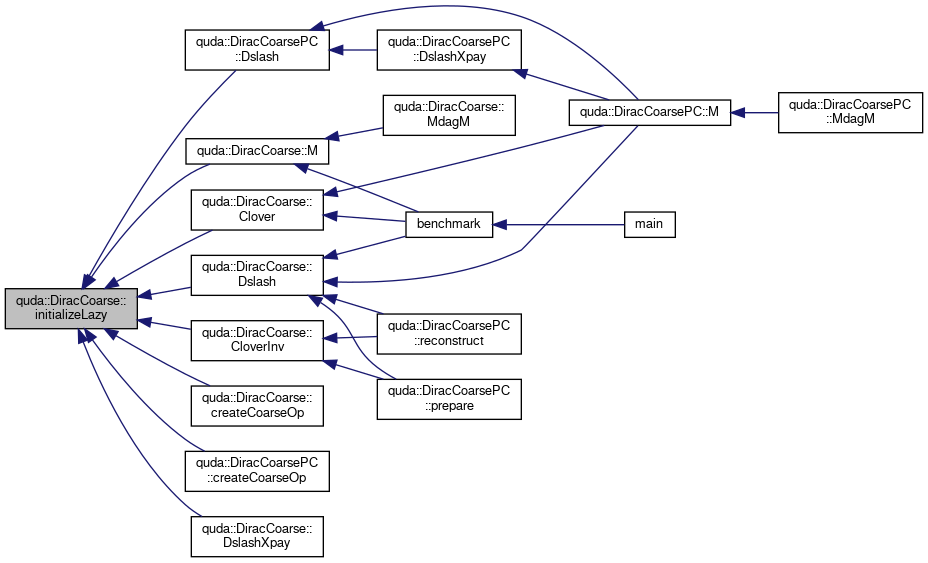 quda::DiracCoarse::
initializeLazy
quda::DiracCoarsePC
::Dslash
quda::DiracCoarse::M
quda::DiracCoarse::
Clover
quda::DiracCoarse::
Dslash
quda::DiracCoarse::
CloverInv
quda::DiracCoarse::
createCoarseOp
quda::DiracCoarsePC
::createCoarseOp
quda::DiracCoarse::
DslashXpay
quda::DiracCoarsePC
::DslashXpay
quda::DiracCoarse::
MdagM
benchmark
quda::DiracCoarsePC
::reconstruct
quda::DiracCoarsePC
::prepare
quda::DiracCoarsePC::M
main
quda::DiracCoarsePC
::MdagM